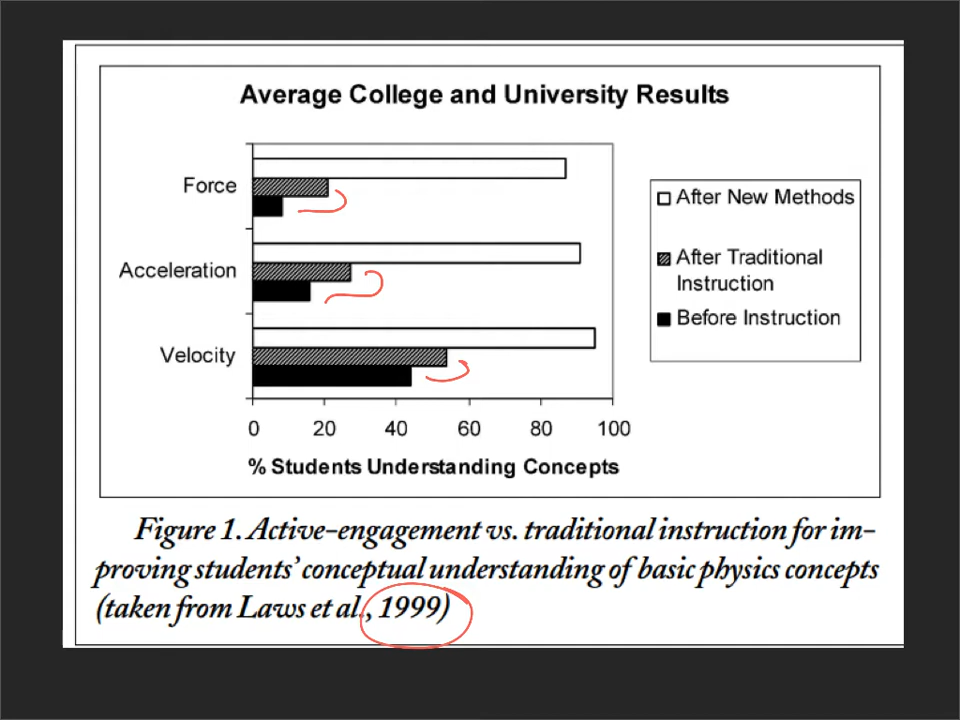 Average College and University Results
Force
Acceleration
Velocity
0 20 40 60 80 100
% Students Understanding Concepts
After New Methods
After Traditional
Instruction
Before Instruction
Figure 1. Active-engagement vs. traditional instruction for im-
proving students' conceptual understanding of basic physics concepts
(taken from Laws et al., 1999)